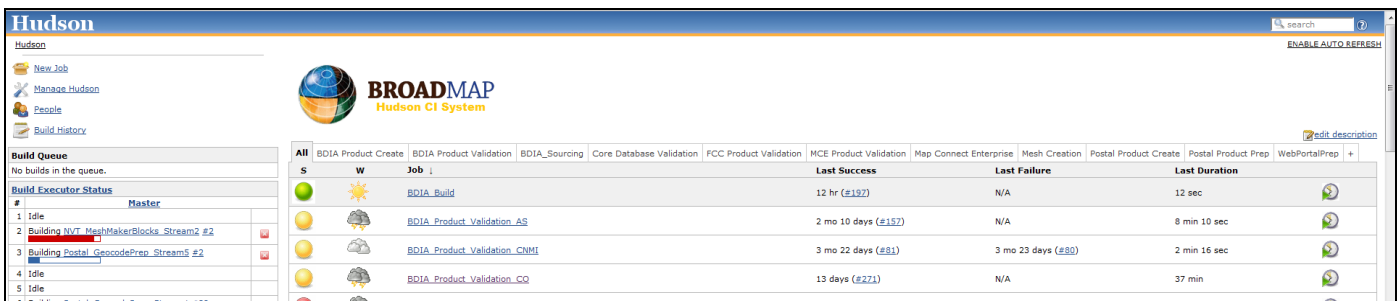 Hudson
search
Hudson
ENABLE AUTO REFRESH
New Job
Manage Hudson
People
Build History
BROADMAP
Hudson CI System
edit description
Build Queue
No builds in the queue.
Build Executor Status
# Master
1 Idle
2 Building NVT_MeshMakerBlocks_Stream2 #2
3 Building Postal_GeocodePrep_Stream5 #2
4 Idle
5 Idle
All BDIA Product Create BDIA Product Validation BDIA_Sourcing Core Database Validation FCC Product Validation MCE Product Validation Map Connect Enterprise Mesh Creation Postal Product Create Postal Product Prep WebPortalPrep +
S W Job ↓ Last Success Last Failure Last Duration
BDIA_Build 12 hr (#197) N/A 12 sec
BDIA_Product_Validation_AS 2 mo 10 days (#157) N/A 8 min 10 sec
BDIA_Product_Validation_CNMI 3 mo 22 days (#81) 3 mo 23 days (#80) 2 min 16 sec
BDIA_Product_Validation_CO 13 days (#271) N/A 37 min